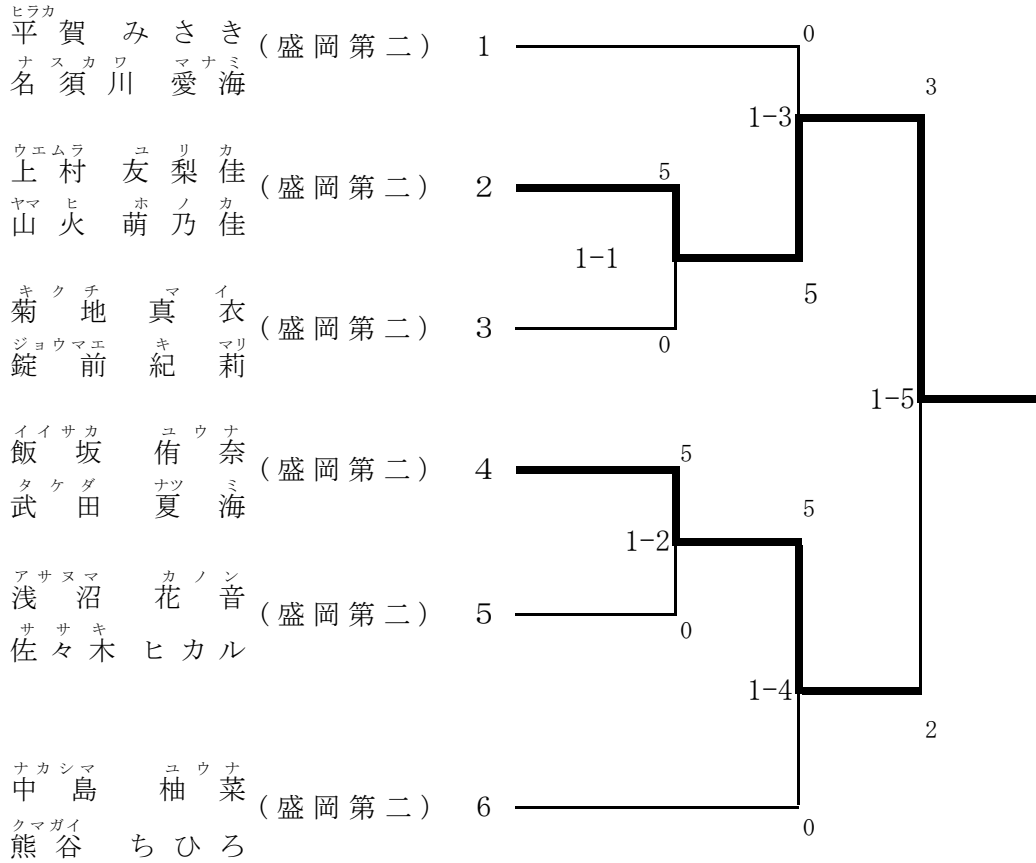 ヒラカ
平賀 みさき (盛岡第二) 1
ナスカワ マナミ
名須川 愛海
0
3
1-3
ウエムラ ユリカ
上村 友梨佳 (盛岡第二) 2
ヤマヒ ホノカ
山火 萌乃佳
5
1-1
5
キクチ マイ
菊地 真衣 (盛岡第二) 3
ジョウマエ キマリ
錠前 紀莉
0
1-5
イイサカ ユウナ
飯坂 侑奈 (盛岡第二) 4
タケダ ナツミ
武田 夏海
5
5
1-2
アサヌマ カノン
浅沼 花音 (盛岡第二) 5
ササキ
佐々木 ヒカル
0
1-4
2
ナカシマ ユウナ
中島 柚菜 (盛岡第二) 6
クマガイ
熊谷 ちひろ
0